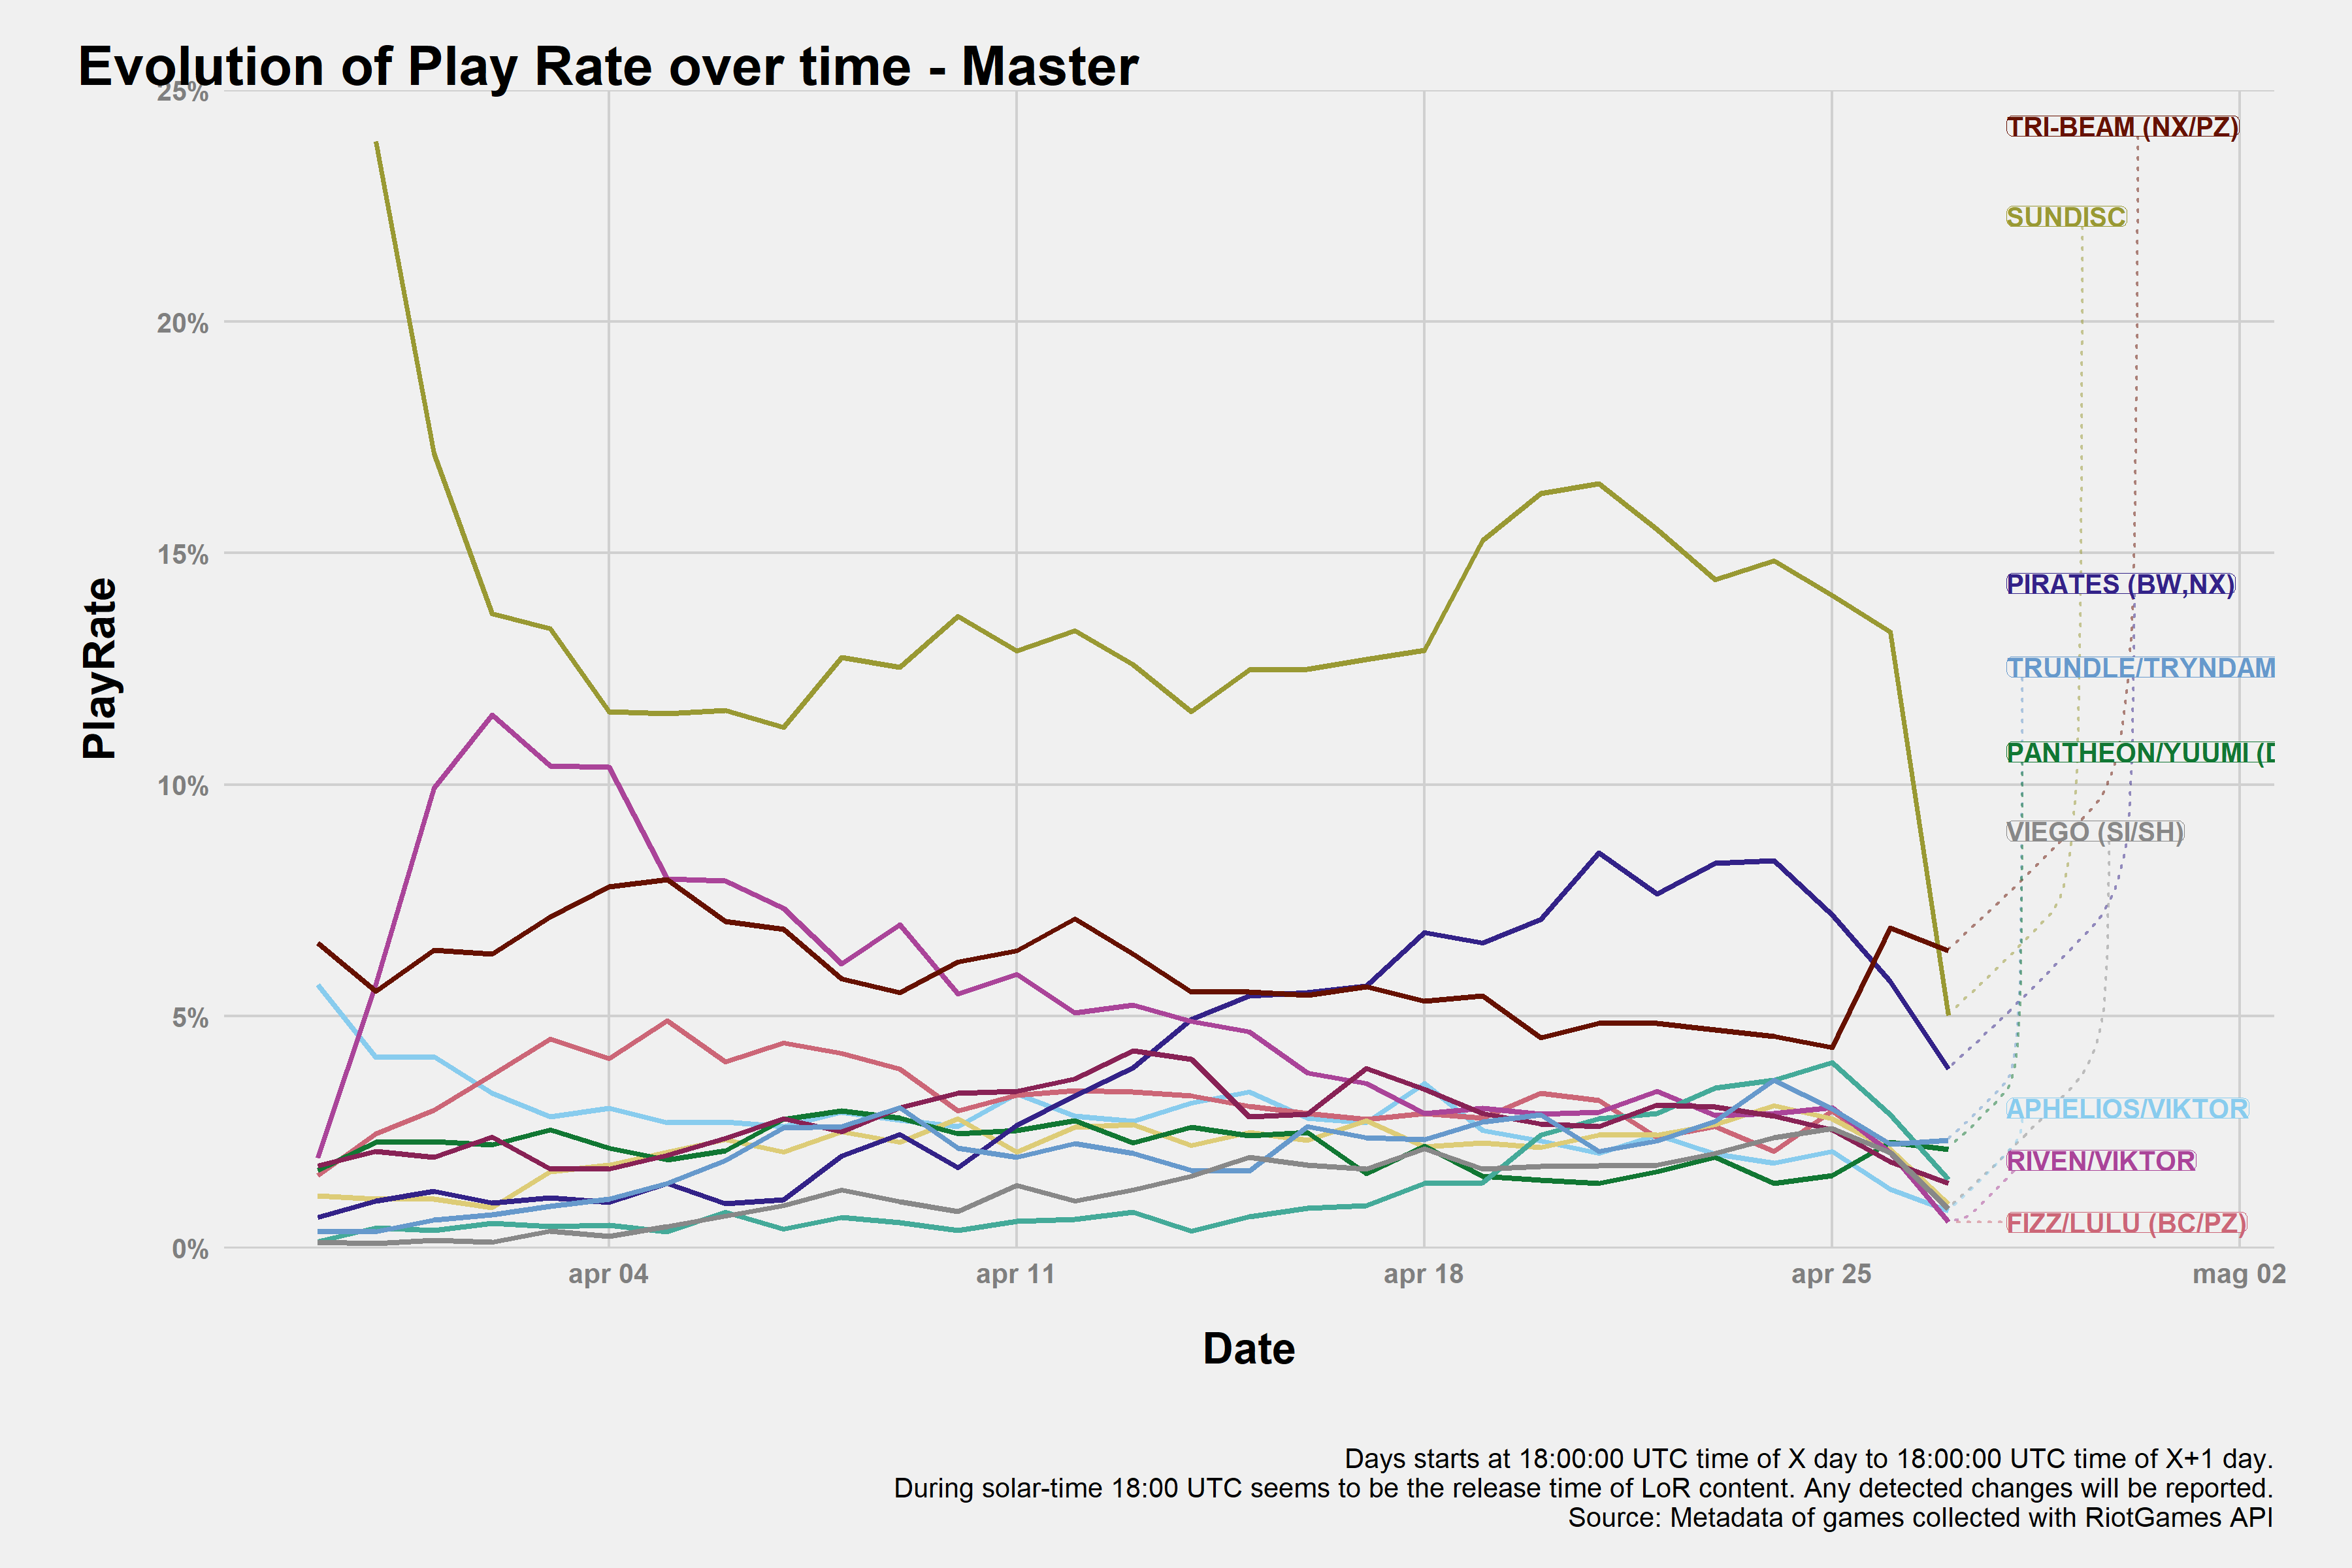 Evolution of Play Rate over time - Master
25%
20%
15%
10%
5%
0%
PlayRate
TRI-BEAM (NX/PZ)
SUNDISC
PIRATES (BW,NX)
TRUNDLE/TRYNDAM
PANTHEON/YUUMI (D
VIEGO (SI/SH)
APHELIOS/VIKTOR
RIVEN/VIKTOR
FIZZ/LULU (BC/PZ)
apr 04
apr 11
apr 18
apr 25
mag 02
Date
Days starts at 18:00:00 UTC time of X day to 18:00:00 UTC time of X+1 day.
During solar-time 18:00 UTC seems to be the release time of LoR content. Any detected changes will be reported.
Source: Metadata of games collected with RiotGames API